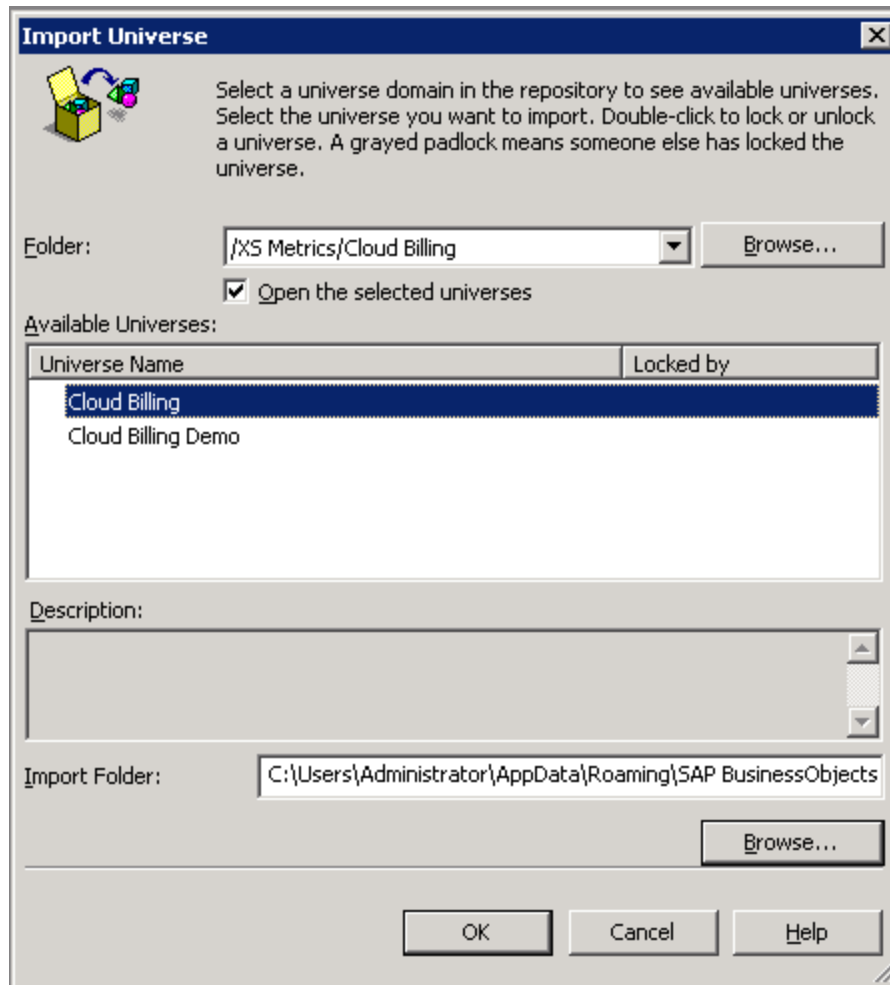 Import Universe
Select a universe domain in the repository to see available universes.
Select the universe you want to import. Double-click to lock or unlock
a universe. A grayed padlock means someone else has locked the
universe.
Folder: /XS Metrics/Cloud Billing Browse...
Open the selected universes
Available Universes:
Universe Name Locked by
Cloud Billing
Cloud Billing Demo
Description:
Import Folder: C:\Users\Administrator\AppData\Roaming\SAP BusinessObjects
Browse...
OK Cancel Help